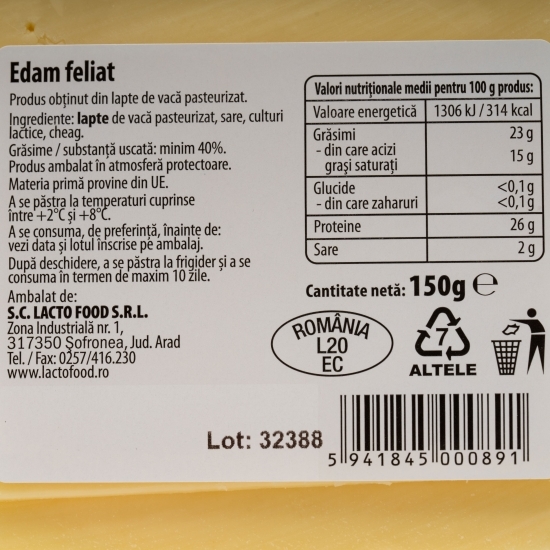 Edam feliat
Produs obținut din lapte de vacă pasteurizat.
Ingrediente: lapte de vacă pasteurizat, sare, culturi
lactice, cheag.
Grăsime / substanță uscată: minim 40%.
Produs ambalat în atmosferă protectoare.
Materia primă provine din UE.
A se păstra la temperaturi cuprinse
între +2°C și +8°C.
A se consuma, de preferință, înainte de:
vezi data și lotul înscrise pe ambalaj.
După deschidere, a se păstra la frigider și a se
consuma în termen de maxim 10 zile.
Ambalat de:
S.C. LACTO FOOD S.R.L.
Zona Industrială nr. 1,
317350 Șofronea, Jud. Arad
Tel. / Fax: 0257/416.230
www.lactofood.ro
Valori nutriționale medii pentru 100 g produs:
Valoare energetică 1306 kJ / 314 kcal
Grăsimi 23 g
- din care acizi
grași saturați 15 g
Glucide <0,1 g
- din care zaharuri <0,1 g
Proteine 26 g
Sare 2 g
Cantitate netă: 150g e
ROMÂNIA
L20
EC
7
ALTELE
Lot: 32388
5 941845 000891